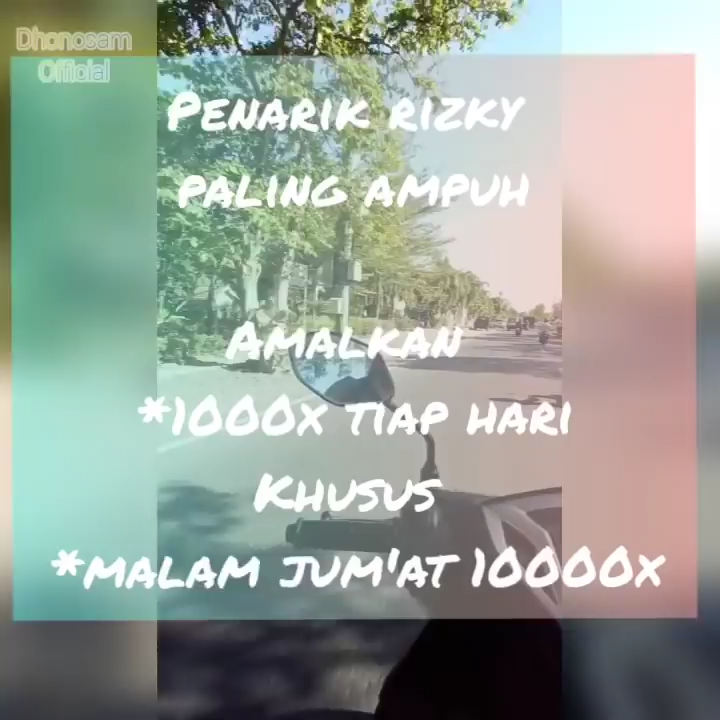 Dhonosam
Official
PENARIK RIZKY
PALING AMPUH
AMALKAN
*1000X TIAP HARI
KHUSUS
*MALAM JUM'AT 10000X